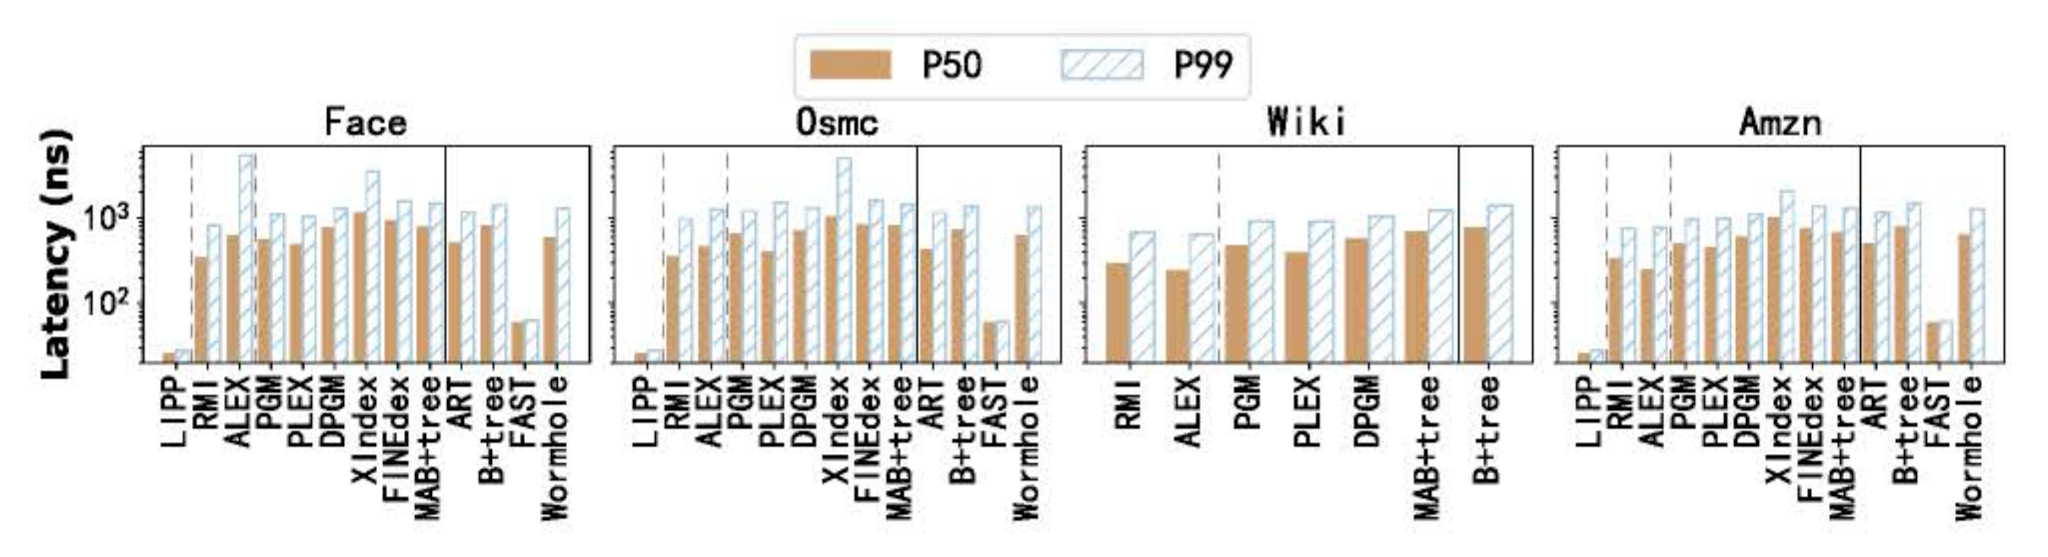 P50 P99
Face Osmc Wiki Amzn
Latency (ns)
10³
10²
LIPP RMI ALEX PGM PLEX DPGM XIndex FINEdex MAB+tree ART B+tree FAST Wormhole
LIPP RMI ALEX PGM PLEX DPGM XIndex FINEdex MAB+tree ART B+tree FAST Wormhole
RMI ALEX PGM PLEX DPGM MAB+tree B+tree
LIPP RMI ALEX PGM PLEX DPGM XIndex FINEdex MAB+tree ART B+tree FAST Wormhole